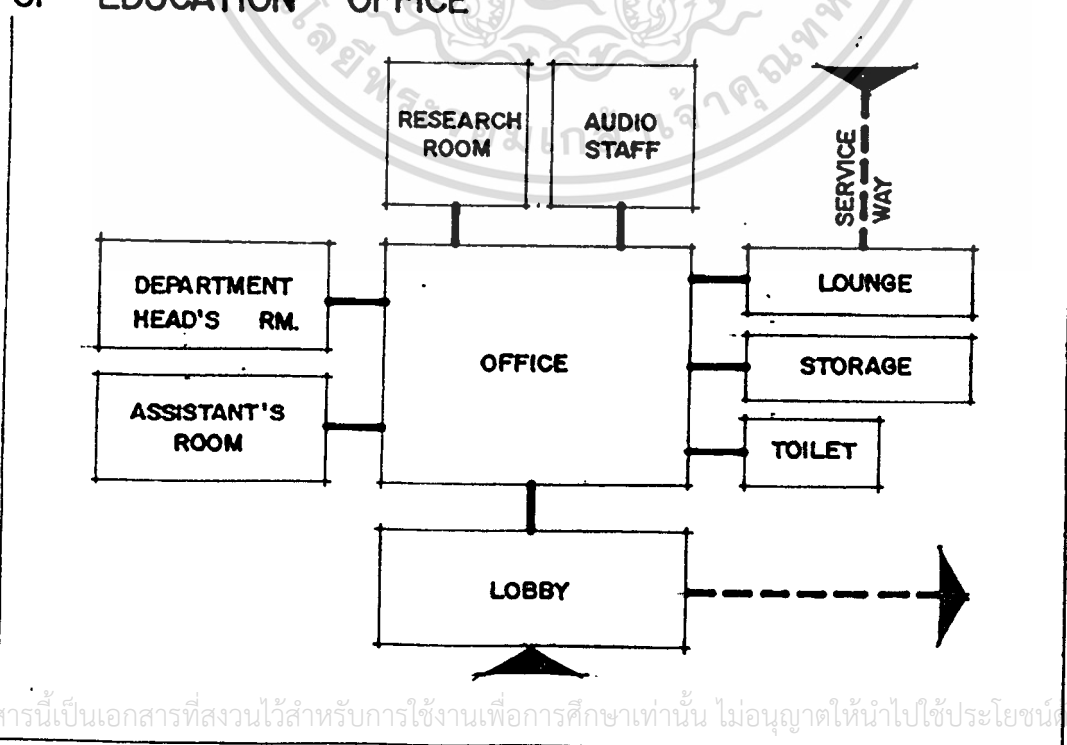 EDUCATION OFFICE
RESEARCH
ROOM
AUDIO
STAFF
SERVICE
WAY
DEPARTMENT
HEAD'S RM.
LOUNGE
OFFICE
STORAGE
ASSISTANT'S
ROOM
TOILET
LOBBY
สารนี้เป็นเอกสารที่สงวนไว้สำหรับการใช้งานเพื่อการศึกษาเท่านั้น ไม่อนุญาตให้นำไปใช้ประโยชน์